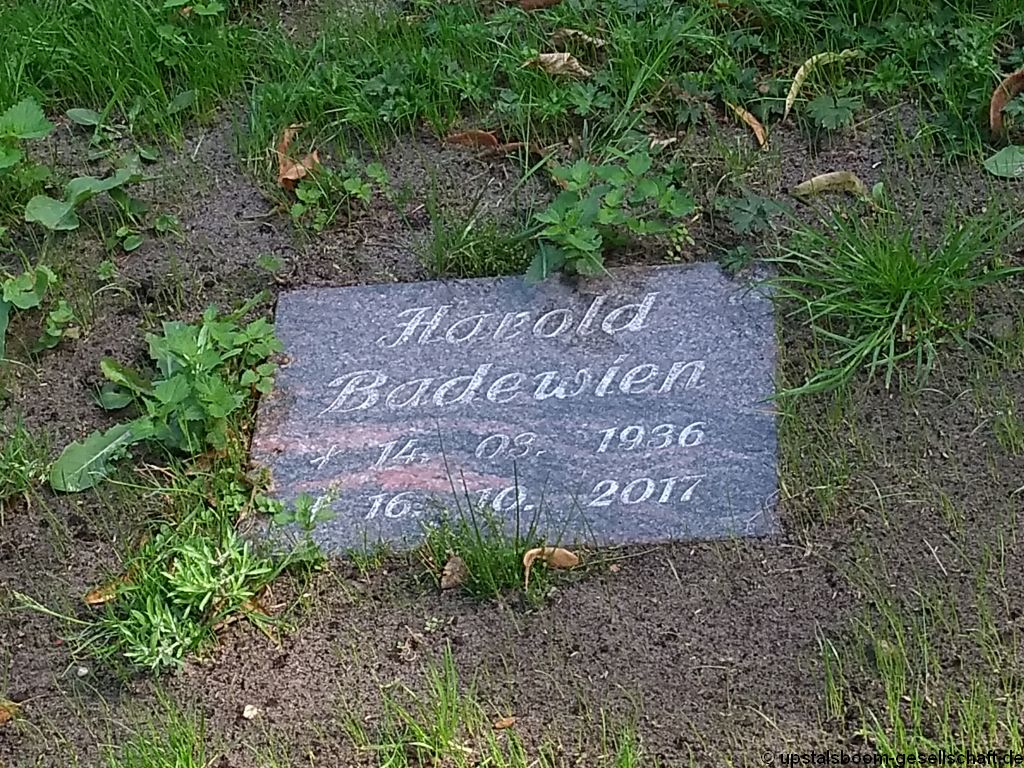 Harold
Badewien
* 14. 03. 1936
† 16. 10. 2017
© upstalsboom-gesellschaft.de